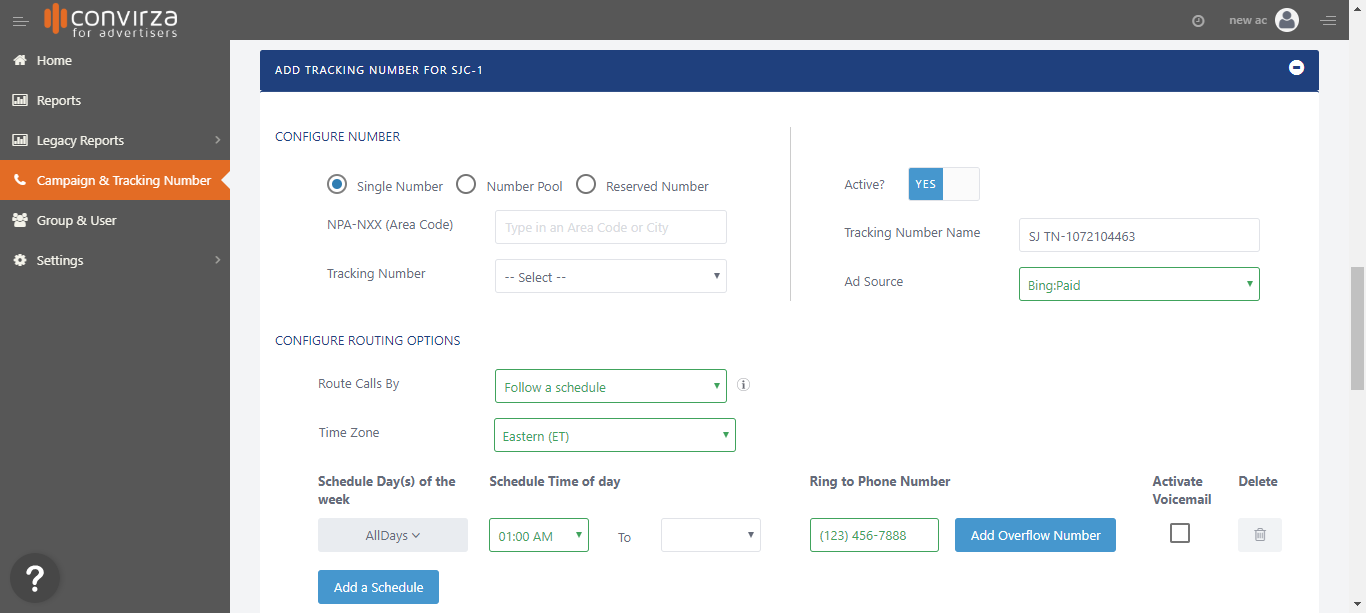 convirza
for advertisers
new ac
Home
Reports
Legacy Reports
Campaign & Tracking Number
Group & User
Settings
?
ADD TRACKING NUMBER FOR SJC-1
CONFIGURE NUMBER
Single Number Number Pool Reserved Number
NPA-NXX (Area Code) Type in an Area Code or City
Tracking Number -- Select --
Active? YES
Tracking Number Name SJ TN-1072104463
Ad Source Bing:Paid
CONFIGURE ROUTING OPTIONS
Route Calls By Follow a schedule i
Time Zone Eastern (ET)
Schedule Day(s) of the week Schedule Time of day Ring to Phone Number Activate Voicemail Delete
AllDays 01:00 AM To (123) 456-7888 Add Overflow Number
Add a Schedule